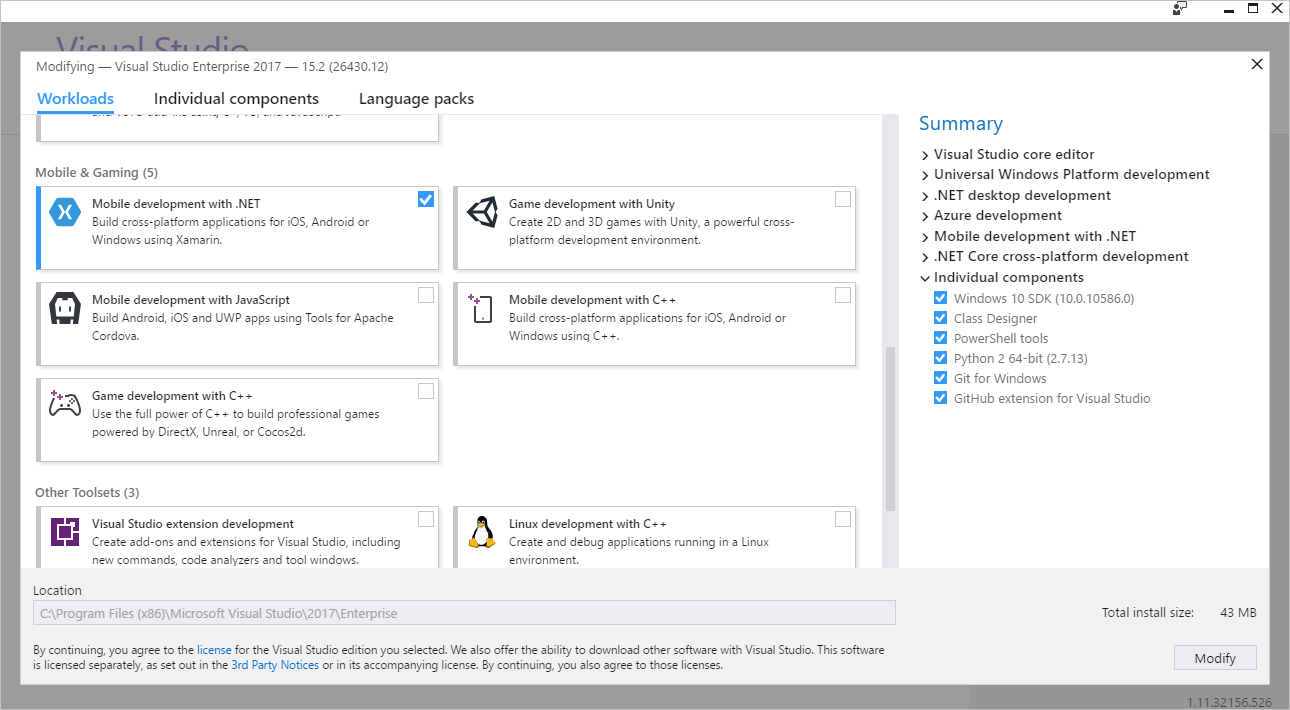 Visual Studio
Modifying — Visual Studio Enterprise 2017 — 15.2 (26430.12)
Workloads
Individual components
Language packs
Mobile & Gaming (5)
Mobile development with .NET
Build cross-platform applications for iOS, Android or
Windows using Xamarin.
Game development with Unity
Create 2D and 3D games with Unity, a powerful cross-
platform development environment.
Mobile development with JavaScript
Build Android, iOS and UWP apps using Tools for Apache
Cordova.
Mobile development with C++
Build cross-platform applications for iOS, Android or
Windows using C++.
Game development with C++
Use the full power of C++ to build professional games
powered by DirectX, Unreal, or Cocos2d.
Other Toolsets (3)
Visual Studio extension development
Create add-ons and extensions for Visual Studio, including
new commands, code analyzers and tool windows.
Linux development with C++
Create and debug applications running in a Linux
environment.
Summary
Visual Studio core editor
Universal Windows Platform development
.NET desktop development
Azure development
Mobile development with .NET
.NET Core cross-platform development
Individual components
Windows 10 SDK (10.0.10586.0)
Class Designer
PowerShell tools
Python 2 64-bit (2.7.13)
Git for Windows
GitHub extension for Visual Studio
Location
C:\Program Files (x86)\Microsoft Visual Studio\2017\Enterprise
Total install size: 43 MB
By continuing, you agree to the license for the Visual Studio edition you selected. We also offer the ability to download other software with Visual Studio. This software
is licensed separately, as set out in the 3rd Party Notices or in its accompanying license. By continuing, you also agree to those licenses.
Modify
1.11.32156.526